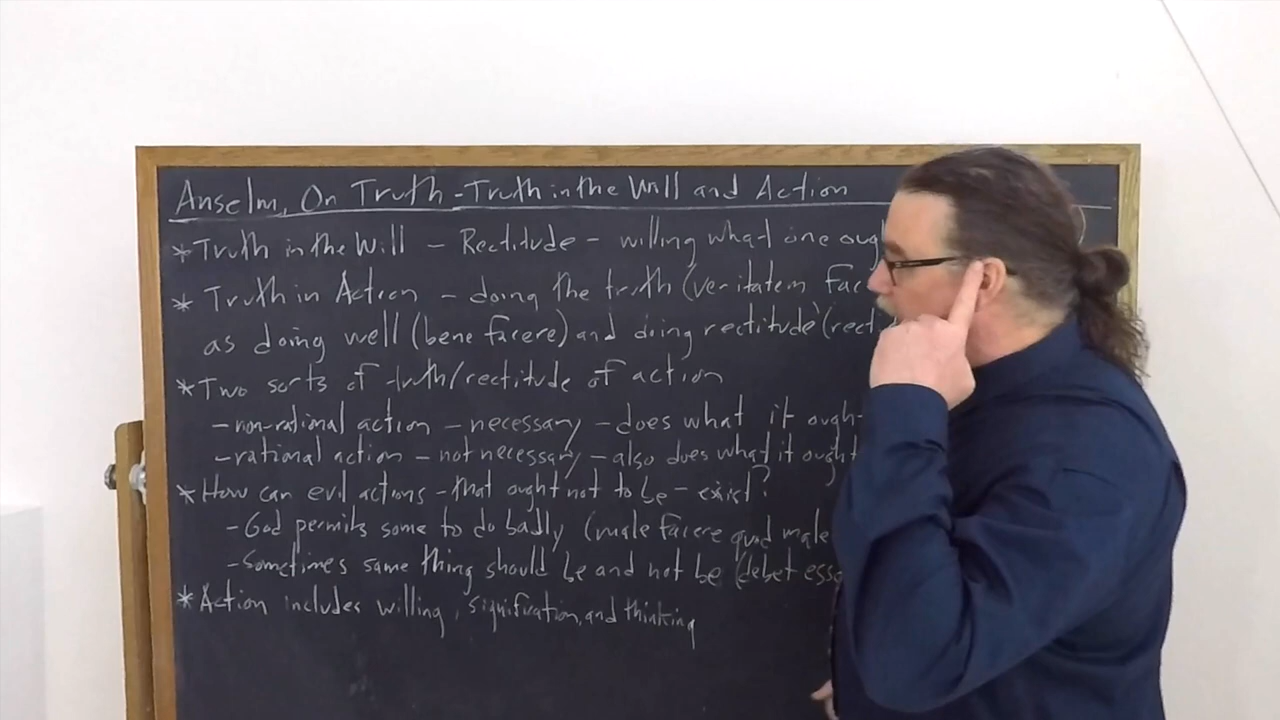 Anselm, On Truth - Truth in the Will and Action
* Truth in the Will - Rectitude - willing what one oug
* Truth in Action - doing the truth (veritatem fac
as doing well (bene facere) and doing rectitude (rect
* Two sorts of truth/rectitude of action
- non-rational action - necessary - does what it ough
- rational action - not necessary - also does what it ought
* How can evil actions - that ought not to be - exist?
- God permits some to do badly (male facere quod male
- Sometimes same thing should be and not be (debet esse
* Action includes willing, signification, and thinking